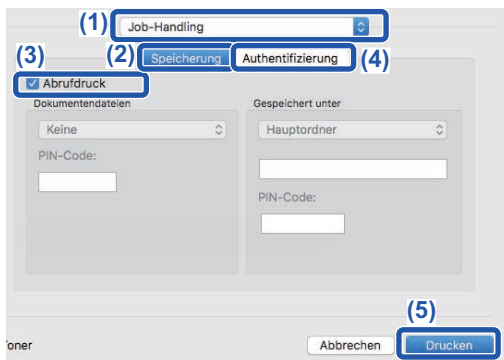 (1) Job-Handling
(2) Speicherung Authentifizierung (4)
(3) Abrufdruck
Dokumentendateien Gespeichert unter
Keine Hauptordner
PIN-Code:
PIN-Code:
(5)
oner Abbrechen Drucken